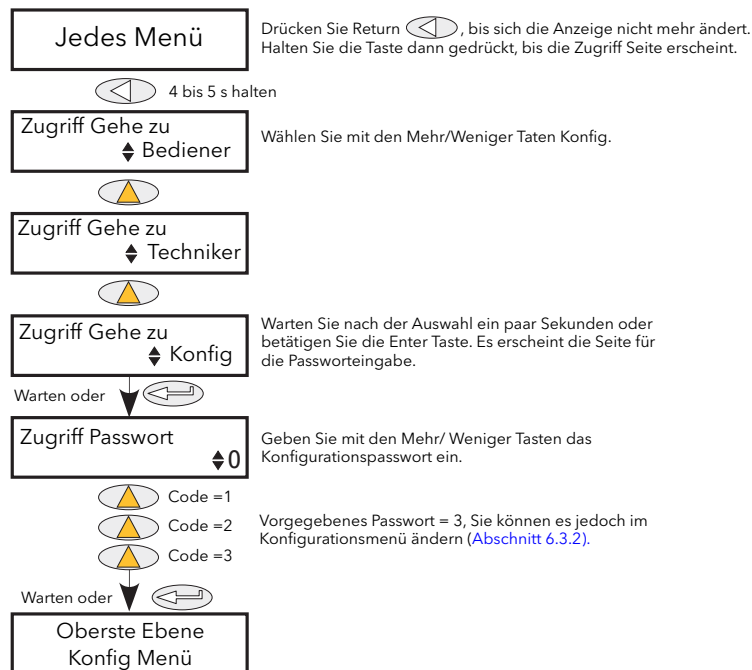 Jedes Menü
Drücken Sie Return , bis sich die Anzeige nicht mehr ändert.
Halten Sie die Taste dann gedrückt, bis die Zugriff Seite erscheint.
4 bis 5 s halten
Zugriff Gehe zu
Bediener
Wählen Sie mit den Mehr/Weniger Taten Konfig.
Zugriff Gehe zu
Techniker
Zugriff Gehe zu
Konfig
Warten Sie nach der Auswahl ein paar Sekunden oder
betätigen Sie die Enter Taste. Es erscheint die Seite für
die Passworteingabe.
Warten oder
Zugriff Passwort
0
Geben Sie mit den Mehr/ Weniger Tasten das
Konfigurationspasswort ein.
Code =1
Code =2
Code =3
Vorgegebenes Passwort = 3, Sie können es jedoch im
Konfigurationsmenü ändern (Abschnitt 6.3.2).
Warten oder
Oberste Ebene
Konfig Menü